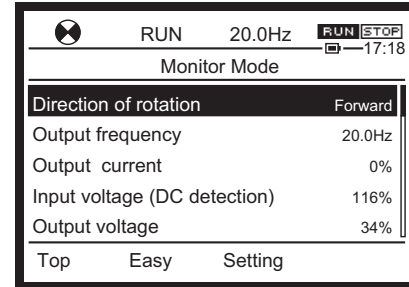 RUN 20.0Hz RUN STOP
17:18
Monitor Mode
Direction of rotation Forward
Output frequency 20.0Hz
Output current 0%
Input voltage (DC detection) 116%
Output voltage 34%
Top Easy Setting